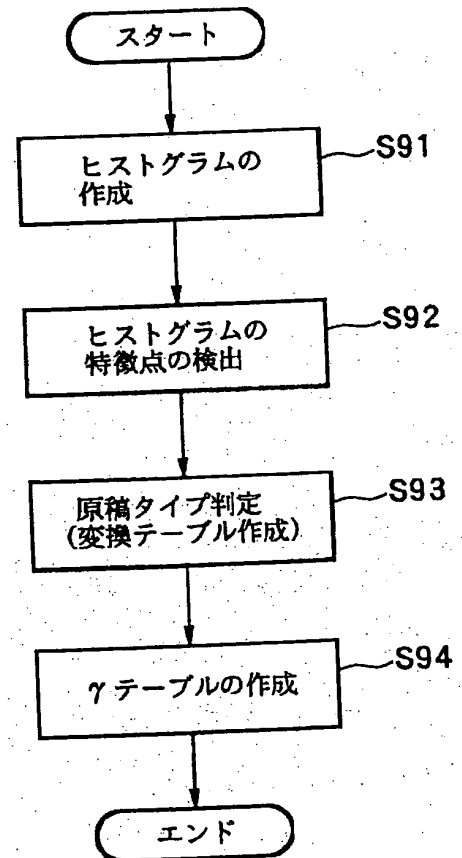 スタート
ヒストグラムの
作成
S91
ヒストグラムの
特徴点の検出
S92
原稿タイプ判定
(変換テーブル作成)
S93
γテーブルの作成
S94
エンド